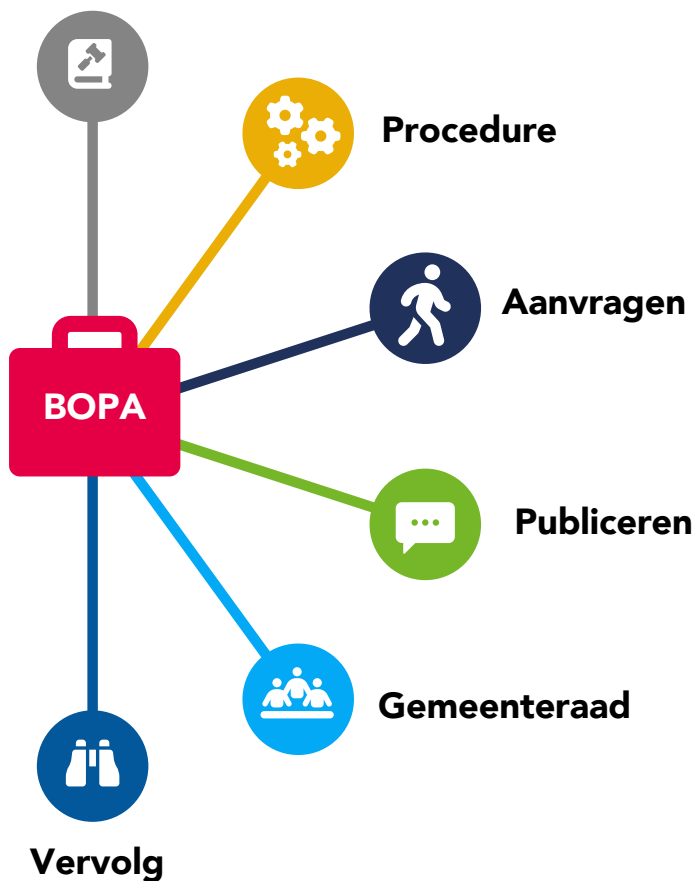 Procedure
Aanvragen
BOPA
Publiceren
Gemeenteraad
Vervolg